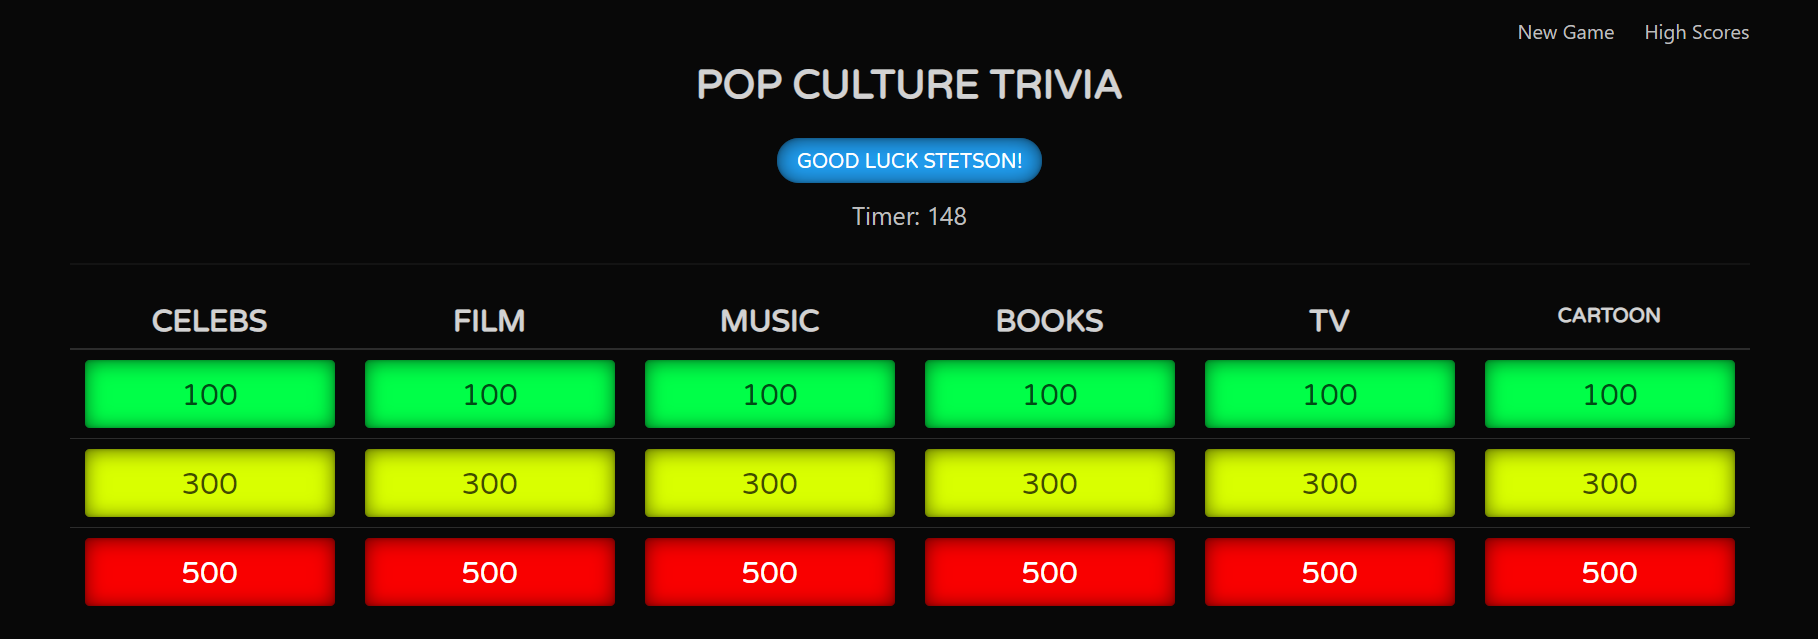 New Game High Scores
POP CULTURE TRIVIA
GOOD LUCK STETSON!
Timer: 148
CELEBS FILM MUSIC BOOKS TV CARTOON
100 100 100 100 100 100
300 300 300 300 300 300
500 500 500 500 500 500